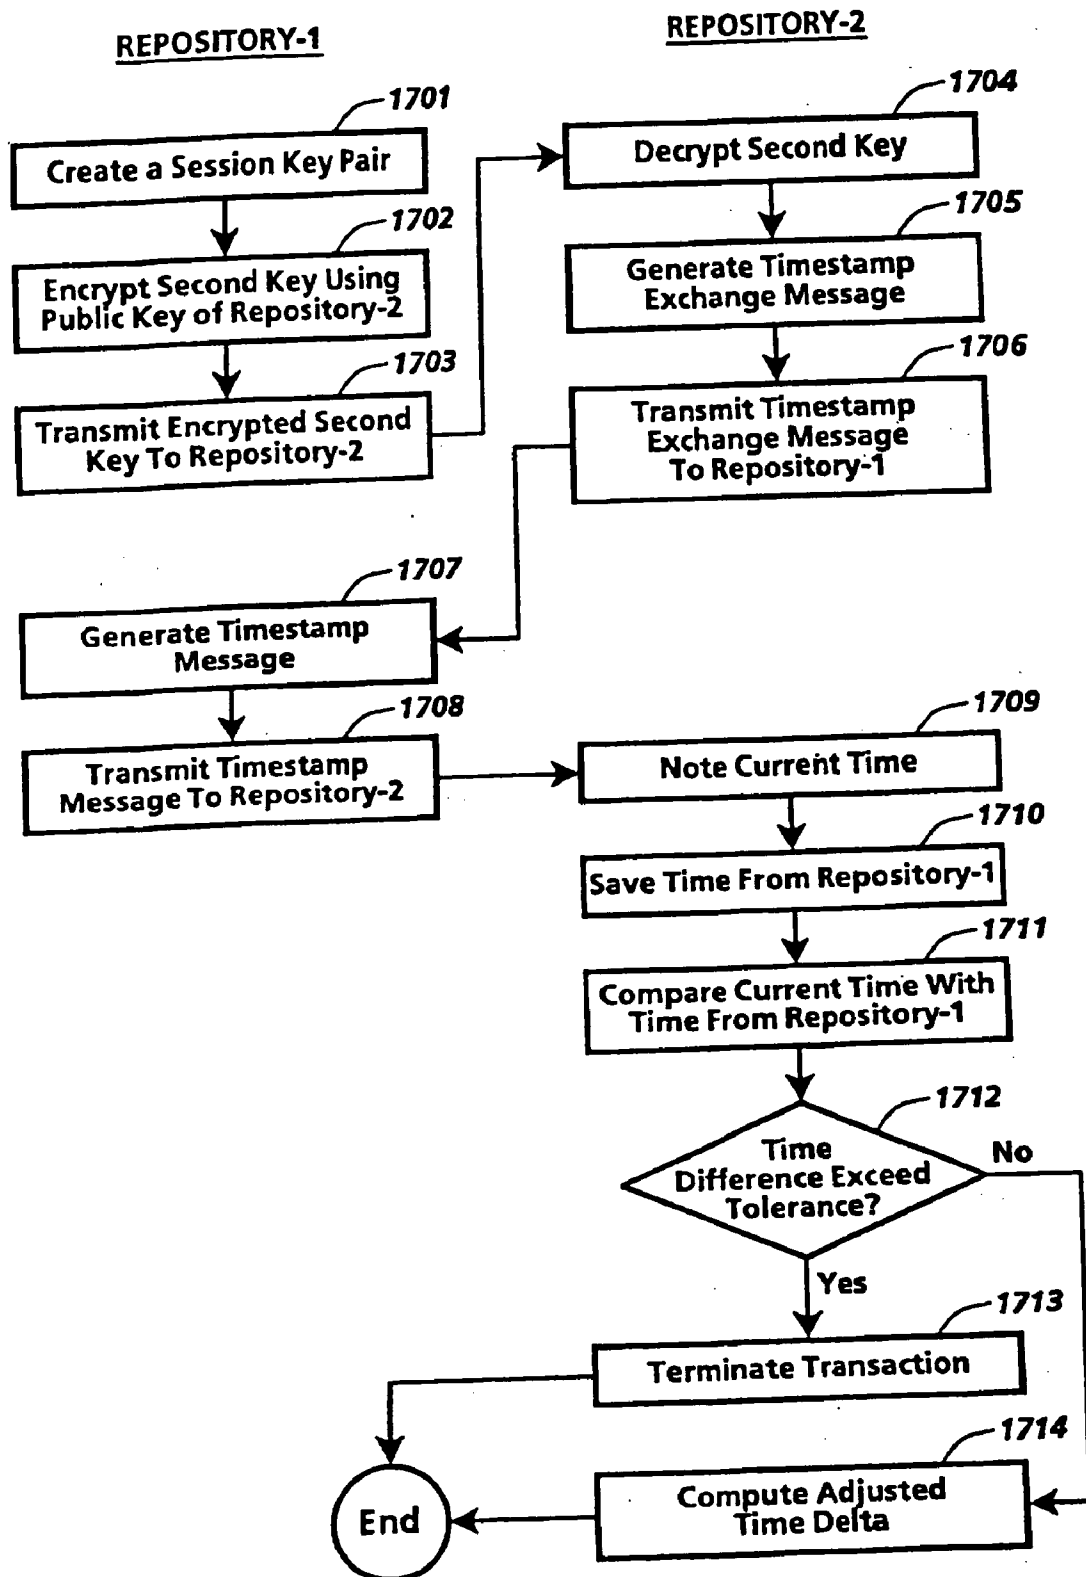 REPOSITORY-1
REPOSITORY-2
1701
Create a Session Key Pair
1702
Encrypt Second Key Using
Public Key of Repository-2
1703
Transmit Encrypted Second
Key To Repository-2
1704
Decrypt Second Key
1705
Generate Timestamp
Exchange Message
1706
Transmit Timestamp
Exchange Message
To Repository-1
1707
Generate Timestamp
Message
1708
Transmit Timestamp
Message To Repository-2
1709
Note Current Time
1710
Save Time From Repository-1
1711
Compare Current Time With
Time From Repository-1
1712
Time
Difference Exceed
Tolerance?
No
Yes
1713
Terminate Transaction
1714
Compute Adjusted
Time Delta
End